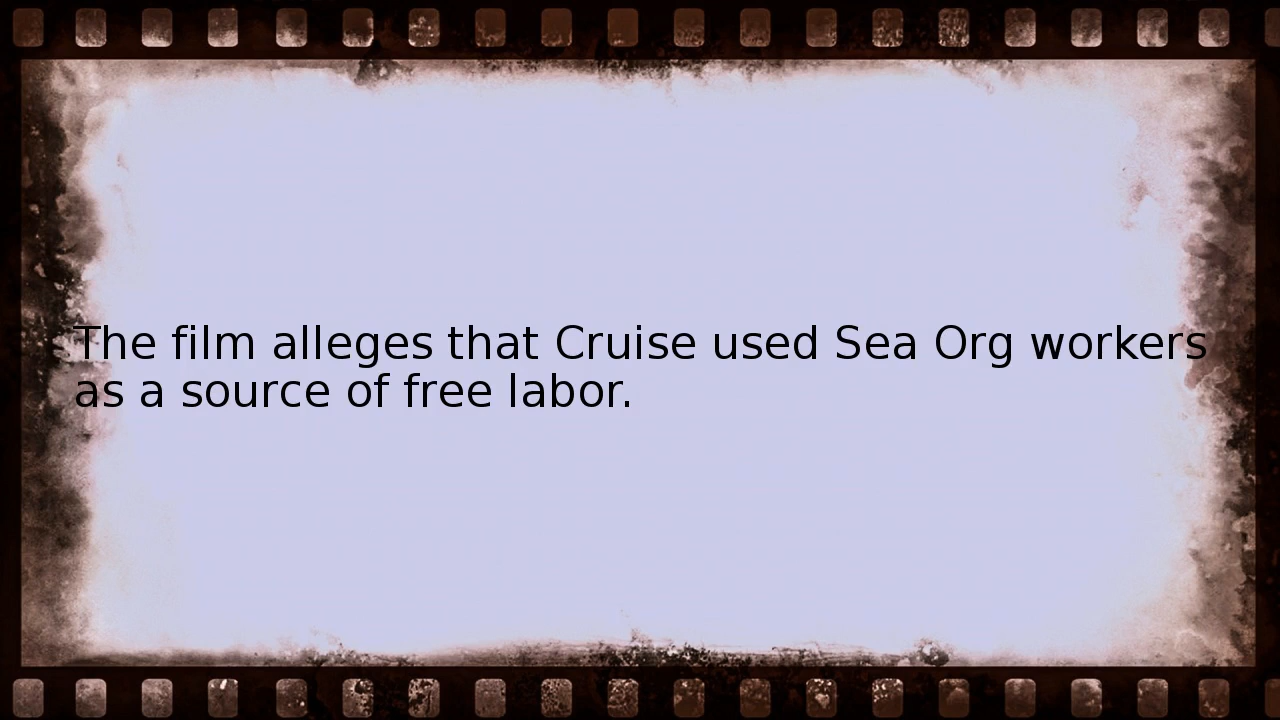 The film alleges that Cruise used Sea Org workers
as a source of free labor.